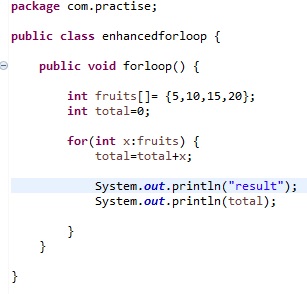 package com.practise;
public class enhancedforloop {
public void forloop() {
int fruits[]= {5,10,15,20};
int total=0;
for(int x:fruits) {
total=total+x;
System.out.println("result");
System.out.println(total);
}
}
}